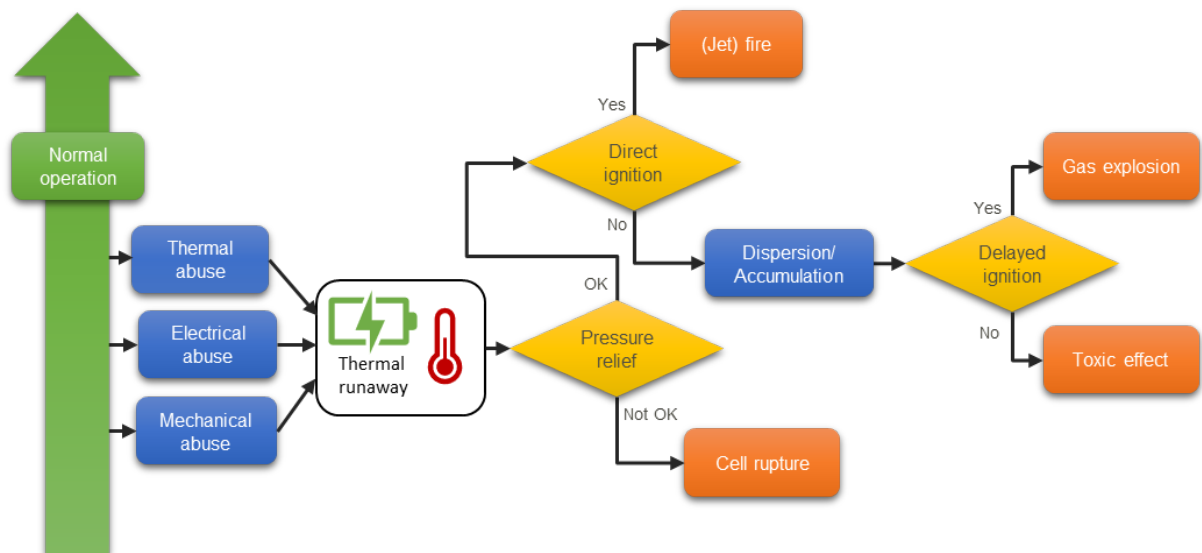 (Jet) fire
Yes
Normal
operation
Direct
ignition
Gas explosion
Yes
No
Thermal
abuse
Dispersion/
Accumulation
Delayed
ignition
OK
Electrical
abuse
Thermal
runaway
Pressure
relief
No
Toxic effect
Mechanical
abuse
Not OK
Cell rupture